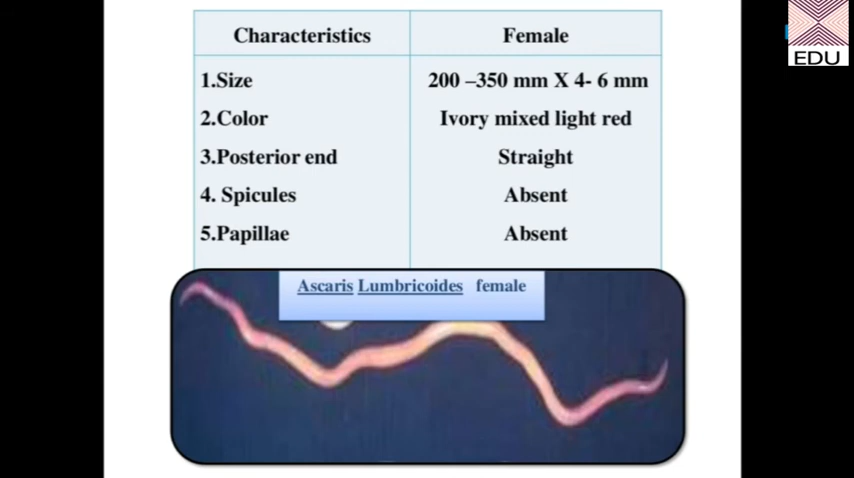 Characteristics Female
1.Size 200 –350 mm X 4- 6 mm
2.Color Ivory mixed light red
3.Posterior end Straight
4. Spicules Absent
5.Papillae Absent
Ascaris Lumbricoides female
EDU